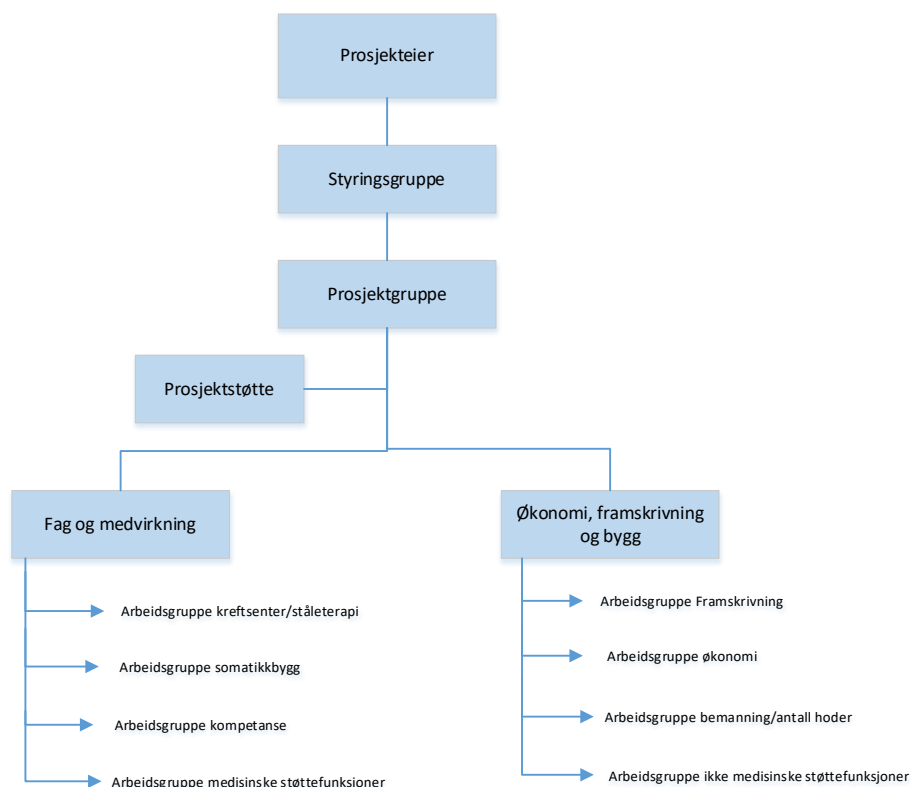 Prosjekteier
Styringsgruppe
Prosjektgruppe
Prosjektstøtte
Fag og medvirkning
Arbeidsgruppe kreftsenter/ståleterapi
Arbeidsgruppe somatikkbygg
Arbeidsgruppe kompetanse
Arbeidsgruppe medisinske støttefunksjoner
Økonomi, framskrivning
og bygg
Arbeidsgruppe Framskrivning
Arbeidsgruppe økonomi
Arbeidsgruppe bemanning/antall hoder
Arbeidsgruppe ikke medisinske støttefunksjoner